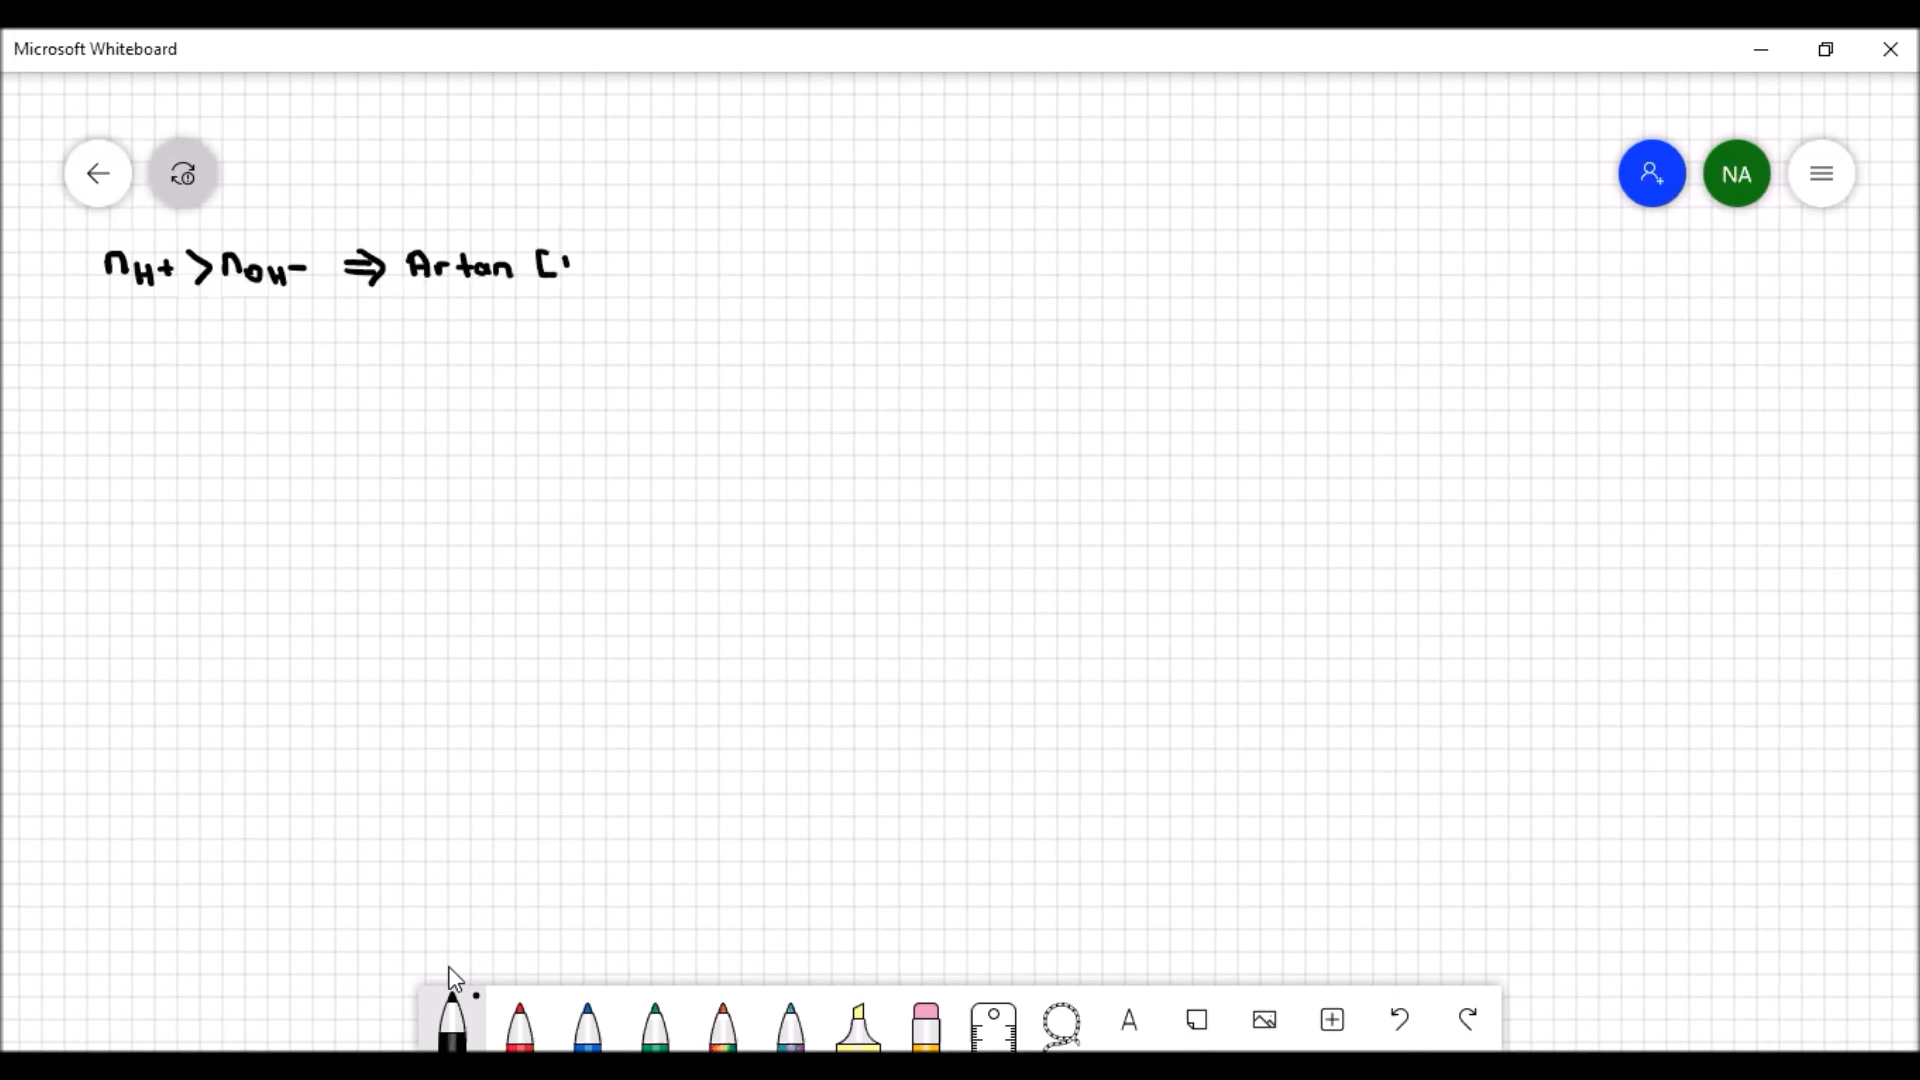 Microsoft Whiteboard
NA
nH+ > nOH- ⇒ Artan [
A